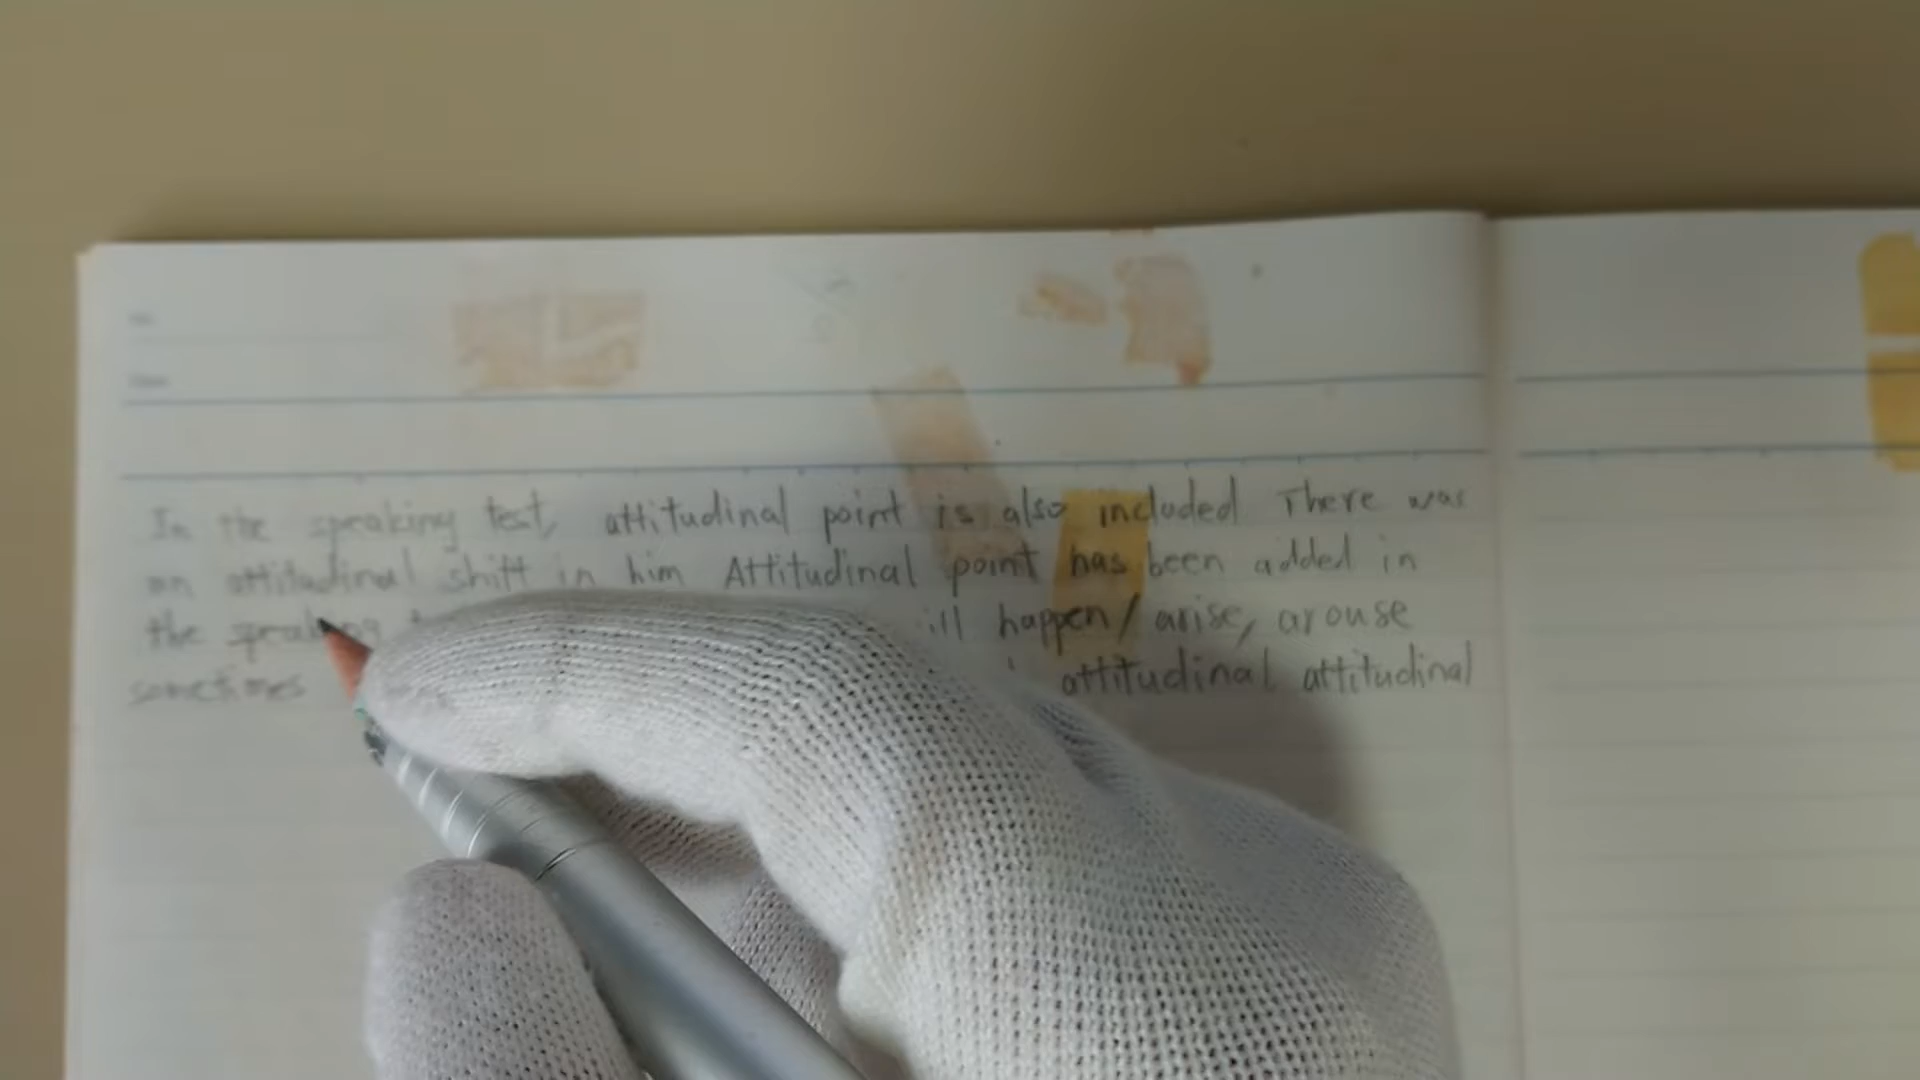 In the speaking test, attitudinal point is also included There was
an attitudinal shift in him Attitudinal point has been added in
the speaking happen/ arise, arouse
sometimes attitudinal attitudinal